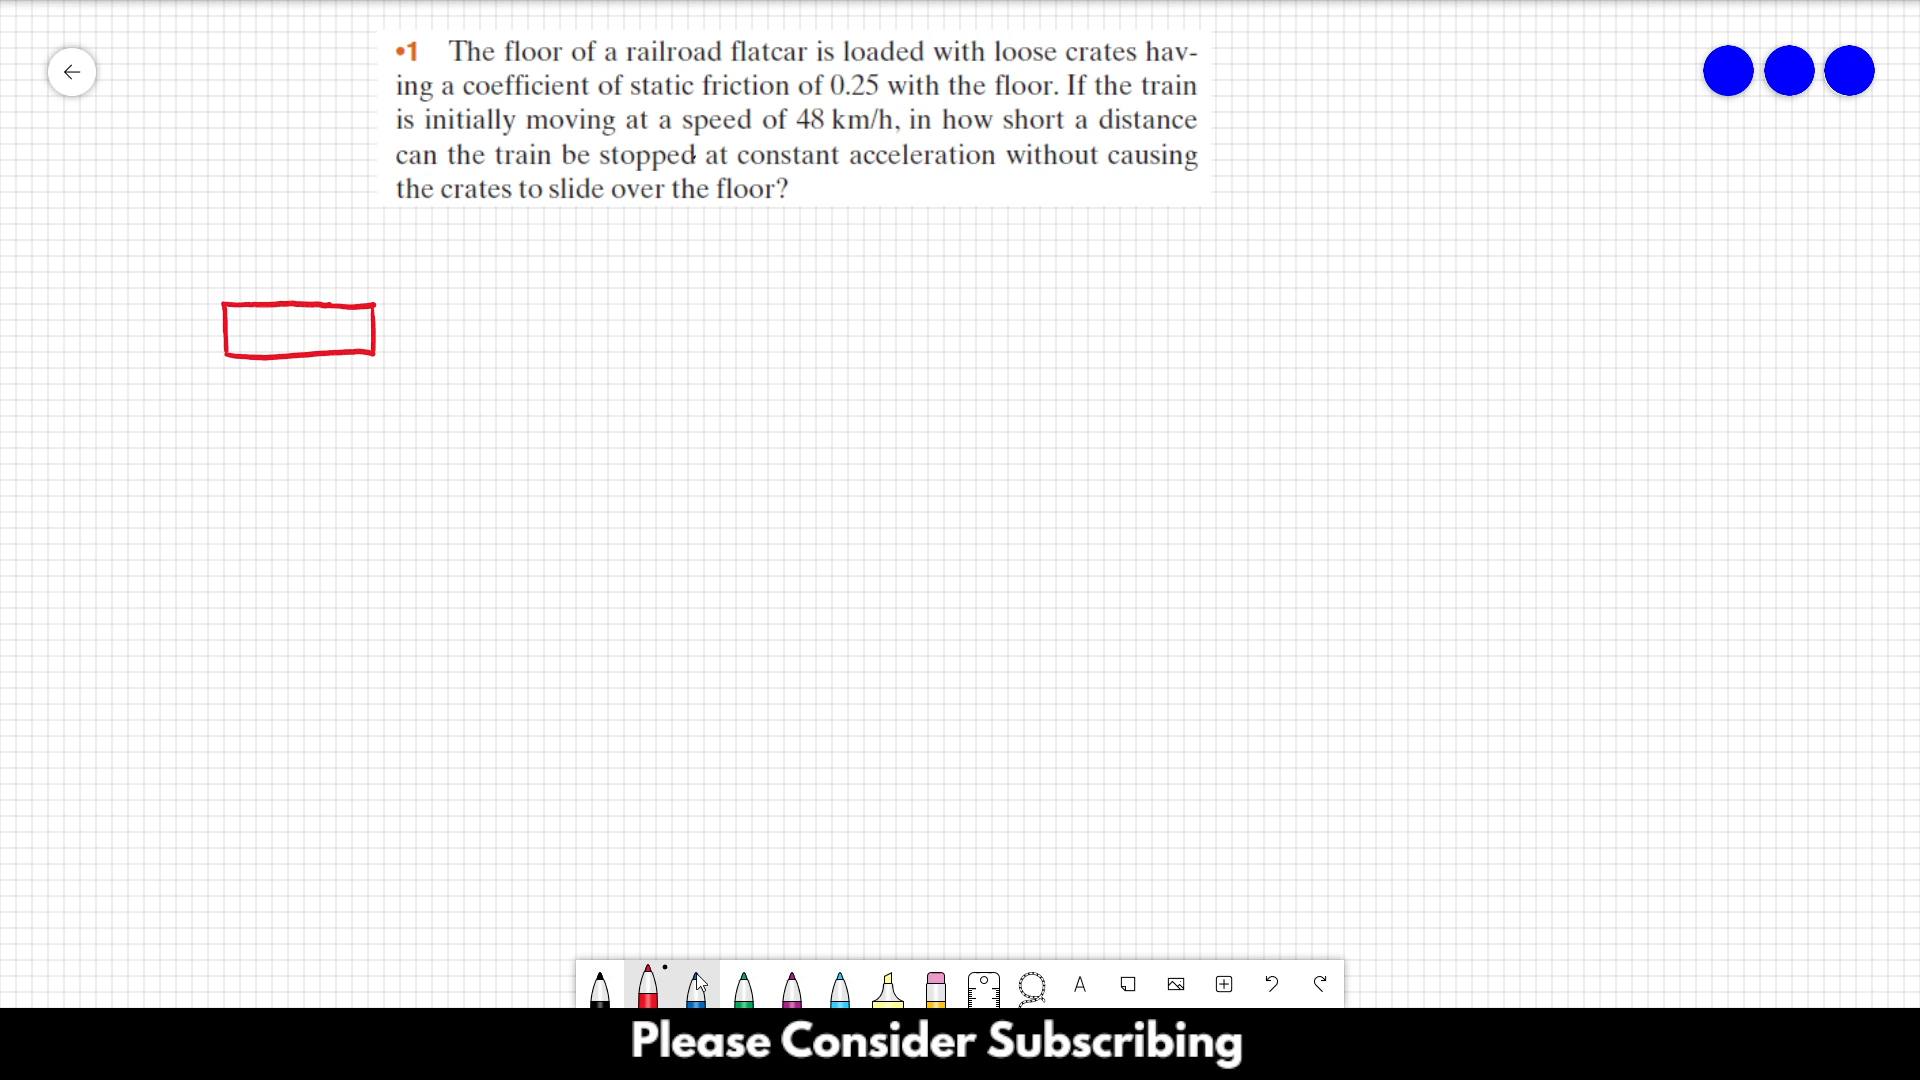 •1 The floor of a railroad flatcar is loaded with loose crates hav-
ing a coefficient of static friction of 0.25 with the floor. If the train
is initially moving at a speed of 48 km/h, in how short a distance
can the train be stopped at constant acceleration without causing
the crates to slide over the floor?
A
Please Consider Subscribing